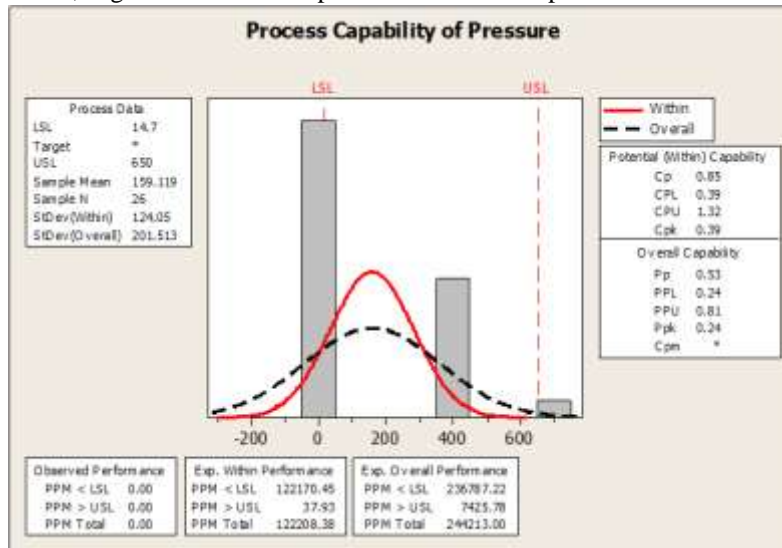 Process Capability of Pressure
LSL USL
Process Data
LSL 14.7
Target *
USL 650
Sample Mean 159.119
Sample N 26
StDev(Within) 124.05
StDev(Overall) 201.513
Within
Overall
Potential (Within) Capability
Cp 0.85
CPL 0.39
CPU 1.32
Cpk 0.39
Overall Capability
Pp 0.53
PPL 0.24
PPU 0.81
Ppk 0.24
Cpm *
-200 0 200 400 600
Observed Performance
PPM < LSL 0.00
PPM > USL 0.00
PPM Total 0.00
Exp. Within Performance
PPM < LSL 122170.45
PPM > USL 37.93
PPM Total 122208.38
Exp. Overall Performance
PPM < LSL 236787.22
PPM > USL 7425.78
PPM Total 244213.00